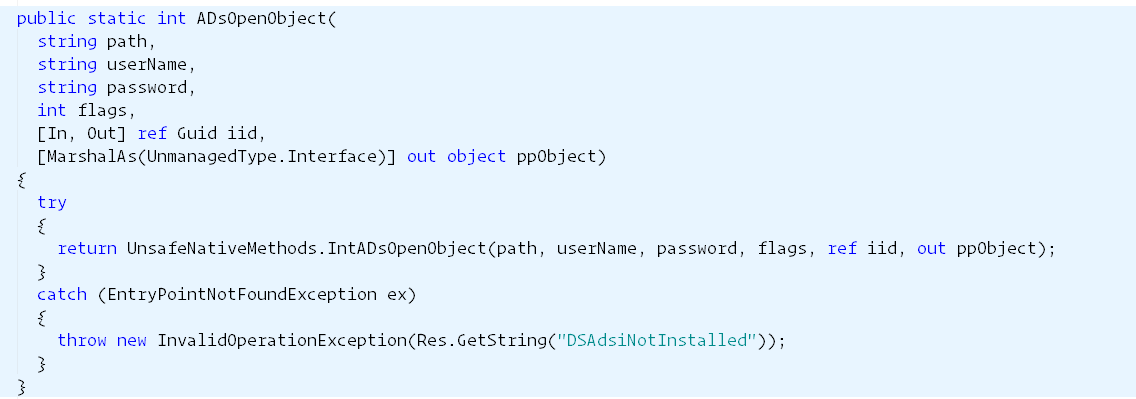 public static int ADsOpenObject(
  string path,
  string userName,
  string password,
  int flags,
  [In, Out] ref Guid iid,
  [MarshalAs(UnmanagedType.Interface)] out object ppObject)
{
  try
  {
    return UnsafeNativeMethods.IntADsOpenObject(path, userName, password, flags, ref iid, out ppObject);
  }
  catch (EntryPointNotFoundException ex)
  {
    throw new InvalidOperationException(Res.GetString("DSAdsiNotInstalled"));
  }
}